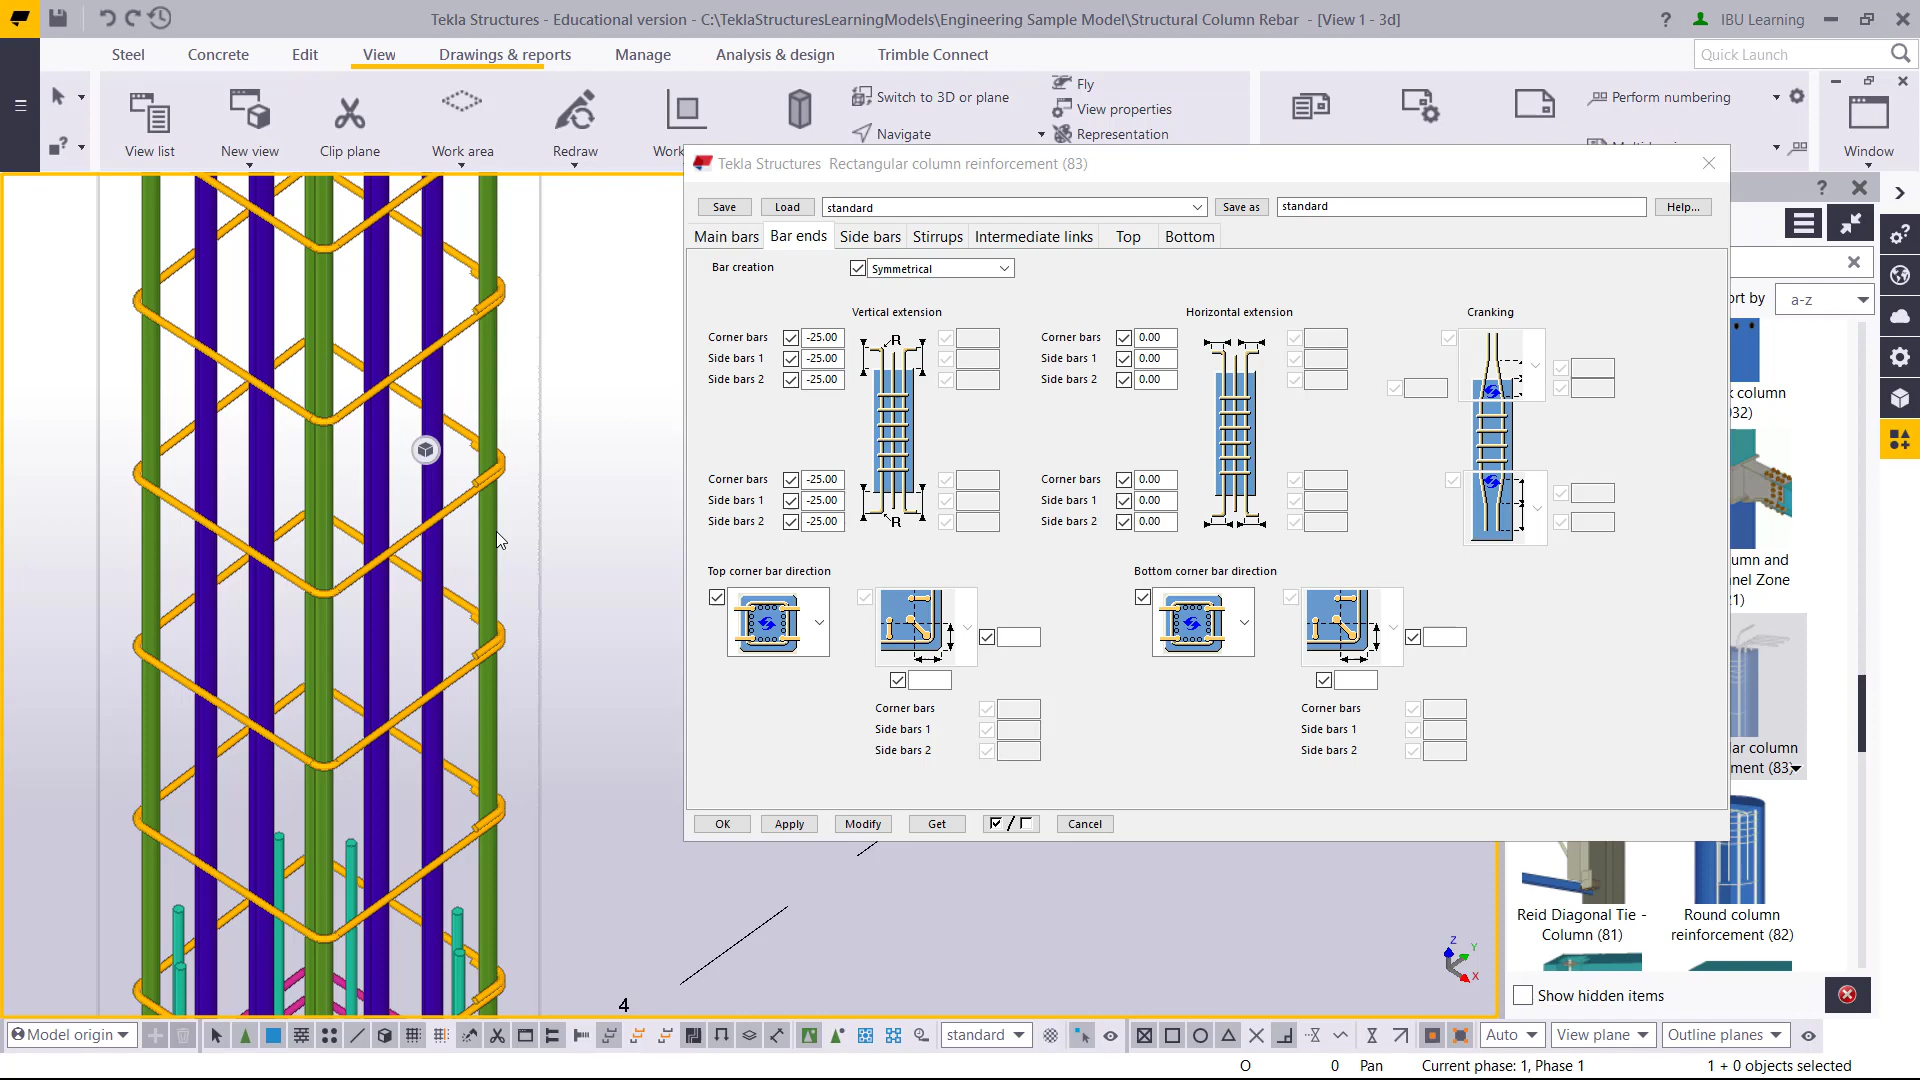 Tekla Structures - Educational version - C:\TeklaStructuresLearningModels\Engineering Sample Model\Structural Column Rebar - [View 1 - 3d]
? IBU Learning
Steel Concrete Edit View Drawings & reports Manage Analysis & design Trimble Connect
Quick Launch
View list
New view
Clip plane
Work area
Redraw
Work
Switch to 3D or plane
Navigate
Fly
View properties
Representation
Perform numbering
Window
Tekla Structures Rectangular column reinforcement (83)
Save Load standard Save as standard Help...
Main bars Bar ends Side bars Stirrups Intermediate links Top Bottom
Bar creation Symmetrical
Vertical extension Horizontal extension Cranking
Corner bars -25.00 R Corner bars 0.00
Side bars 1 -25.00 Side bars 1 0.00
Side bars 2 -25.00 Side bars 2 0.00
Corner bars -25.00 Corner bars 0.00
Side bars 1 -25.00 Side bars 1 0.00
Side bars 2 -25.00 R Side bars 2 0.00
Top corner bar direction Bottom corner bar direction
Corner bars Corner bars
Side bars 1 Side bars 1
Side bars 2 Side bars 2
OK Apply Modify Get / Cancel
?
ort by a-z
k column
032)
umn and
nel Zone
1)
ar column
ment (83)
Reid Diagonal Tie -
Column (81)
Round column
reinforcement (82)
Show hidden items
Z
Y
X
4
Model origin standard Auto View plane Outline planes
O 0 Pan Current phase: 1, Phase 1 1 + 0 objects selected